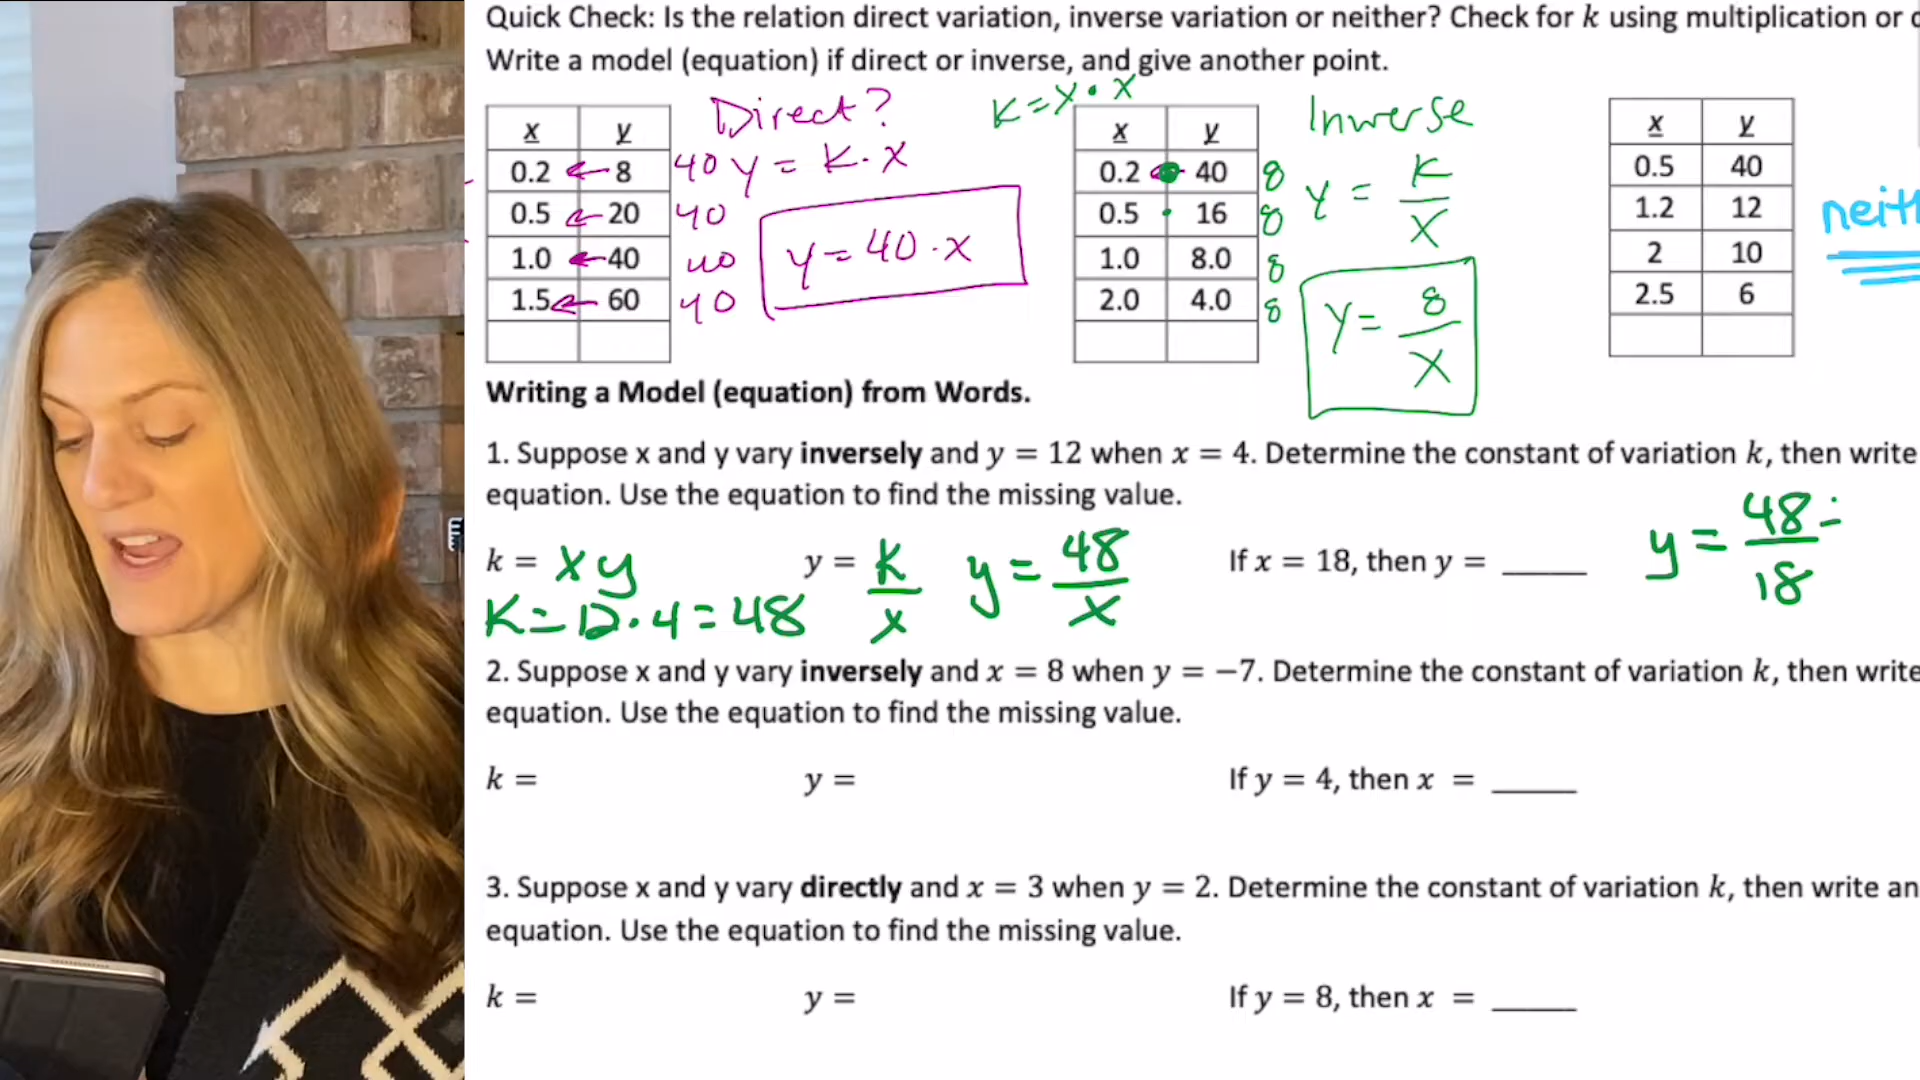 Quick Check: Is the relation direct variation, inverse variation or neither? Check for k using multiplication or
Write a model (equation) if direct or inverse, and give another point.
x y
0.2 8 40
0.5 20 40
1.0 40 40
1.5 60 40
Direct?
y = k · x
y = 40 · x
k = y · x
x y
0.2 40 8
0.5 16 8
1.0 8.0 8
2.0 4.0 8
Inverse
y = k/x
y = 8/x
x y
0.5 40
1.2 12
2 10
2.5 6
Writing a Model (equation) from Words.
1. Suppose x and y vary inversely and y = 12 when x = 4. Determine the constant of variation k, then write
equation. Use the equation to find the missing value.
k = xy y = k/x y = 48/x If x = 18, then y = _____ y = 48/18 =
k = 12 · 4 = 48
2. Suppose x and y vary inversely and x = 8 when y = −7. Determine the constant of variation k, then write
equation. Use the equation to find the missing value.
k = y = If y = 4, then x = _____
3. Suppose x and y vary directly and x = 3 when y = 2. Determine the constant of variation k, then write an
equation. Use the equation to find the missing value.
k = y = If y = 8, then x = _____